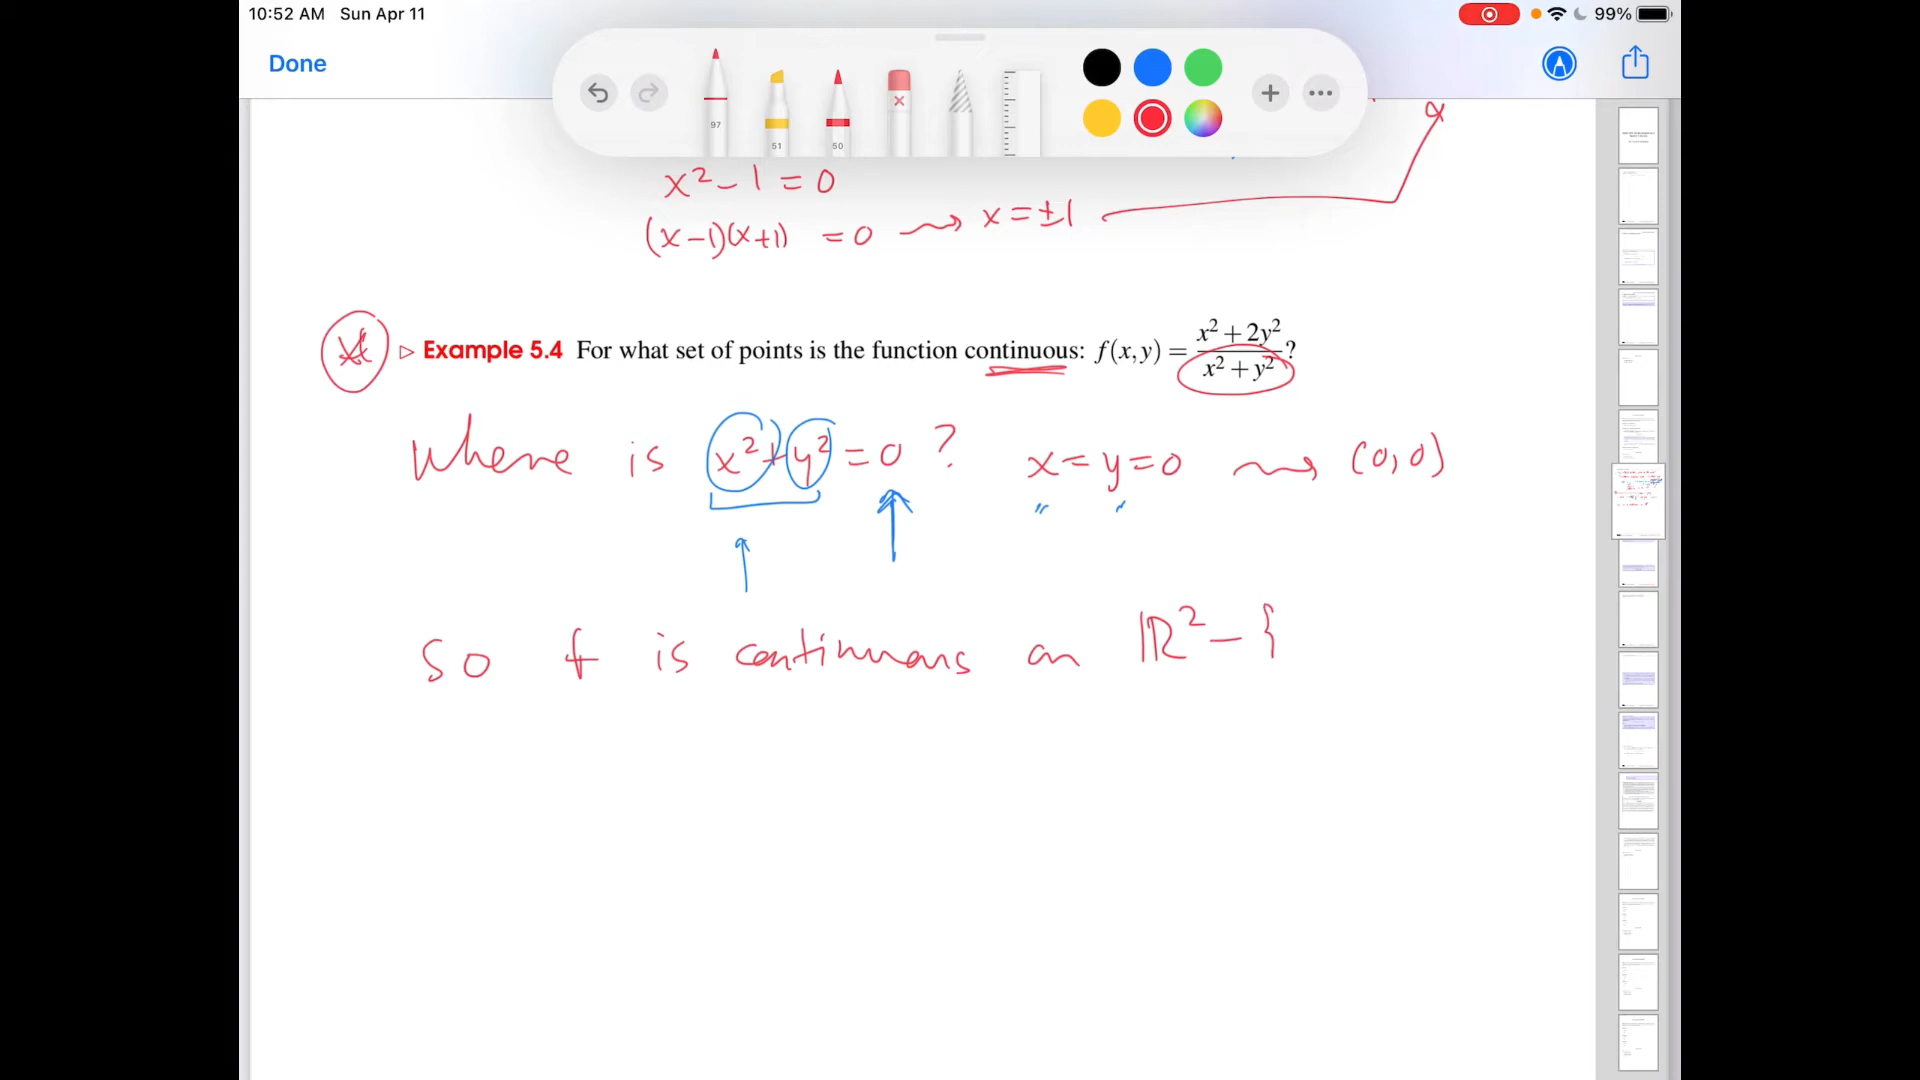 10:52 AM Sun Apr 11
99%
Done
97
51
50
x² - 1 = 0
(x-1)(x+1) = 0 ⇝ x = ±1
▷ Example 5.4 For what set of points is the function continuous: f(x,y) = \frac{x² + 2y²}{x² + y²}?
Where is x² + y² = 0 ? x = y = 0 ⇝ (0,0)
So f is continuous on ℝ² - {